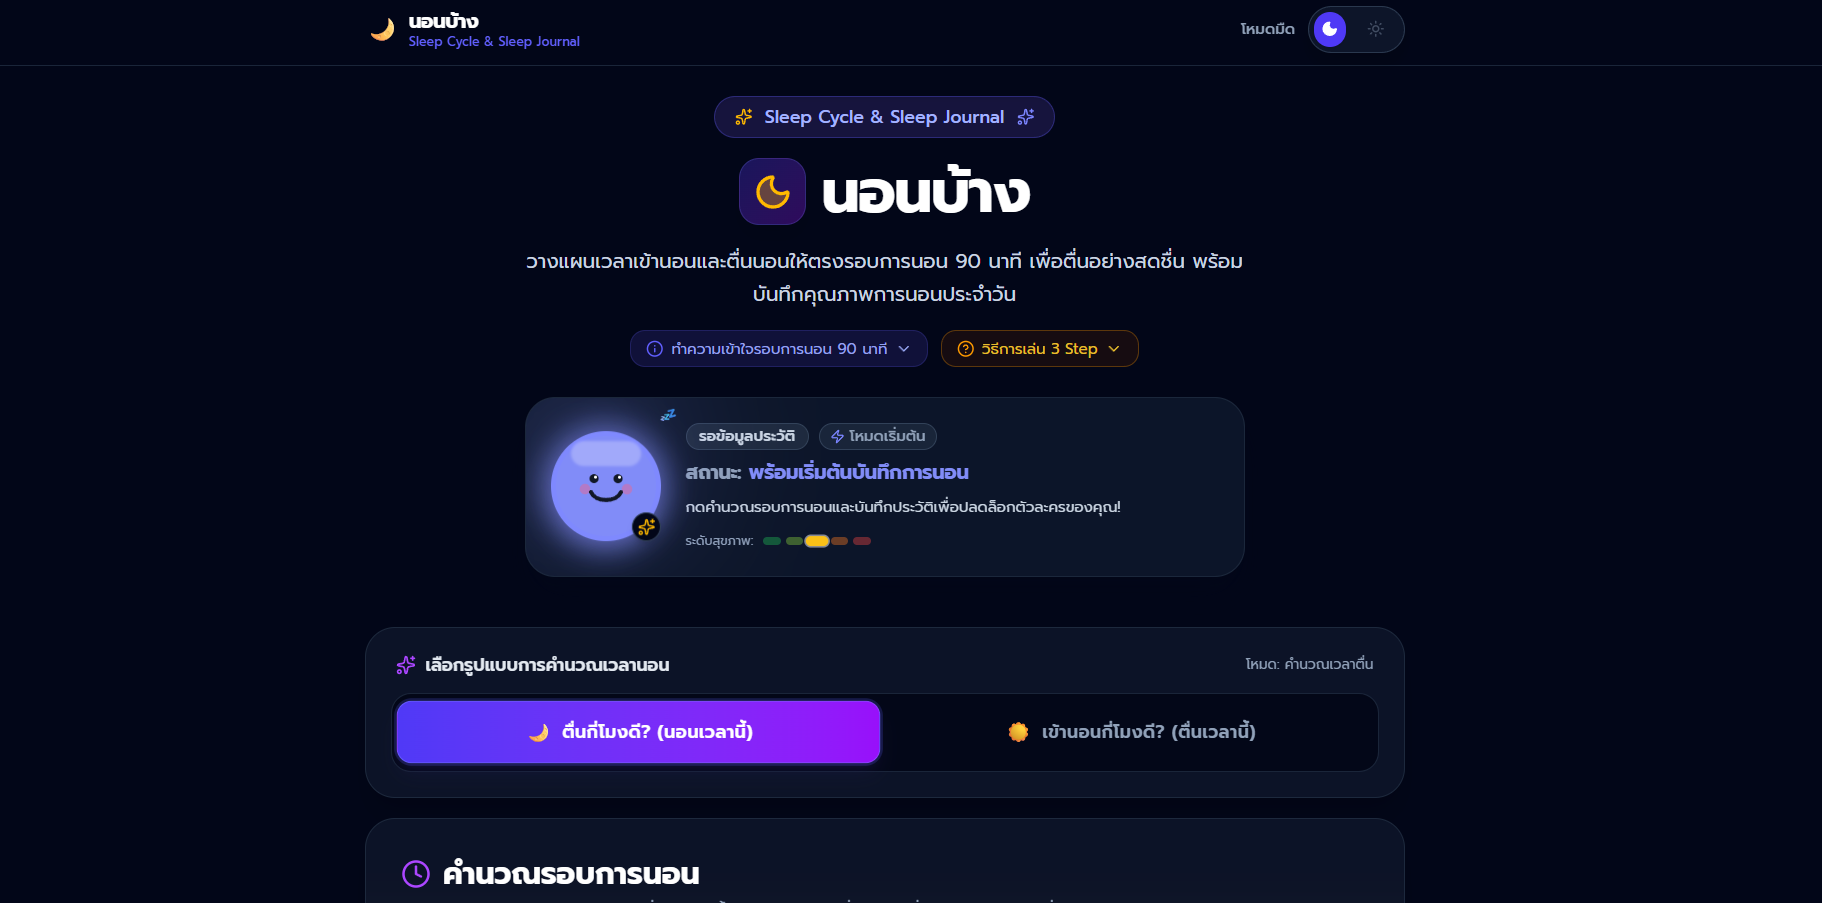 นอนบ้าง
Sleep Cycle & Sleep Journal
โหมดมืด
Sleep Cycle & Sleep Journal
นอนบ้าง
วางแผนเวลาเข้านอนและตื่นนอนให้ตรงรอบการนอน 90 นาที เพื่อตื่นอย่างสดชื่น พร้อม
บันทึกคุณภาพการนอนประจำวัน
ทำความเข้าใจรอบการนอน 90 นาที
วิธีการเล่น 3 Step
รอข้อมูลประวัติ
โหมดเริ่มต้น
สถานะ: พร้อมเริ่มต้นบันทึกการนอน
กดคำนวณรอบการนอนและบันทึกประวัติเพื่อปลดล็อกตัวละครของคุณ!
ระดับสุขภาพ:
เลือกรูปแบบการคำนวณเวลานอน
โหมด: คำนวณเวลาตื่น
ตื่นกี่โมงดี? (นอนเวลานี้)
เข้านอนกี่โมงดี? (ตื่นเวลานี้)
คำนวณรอบการนอน